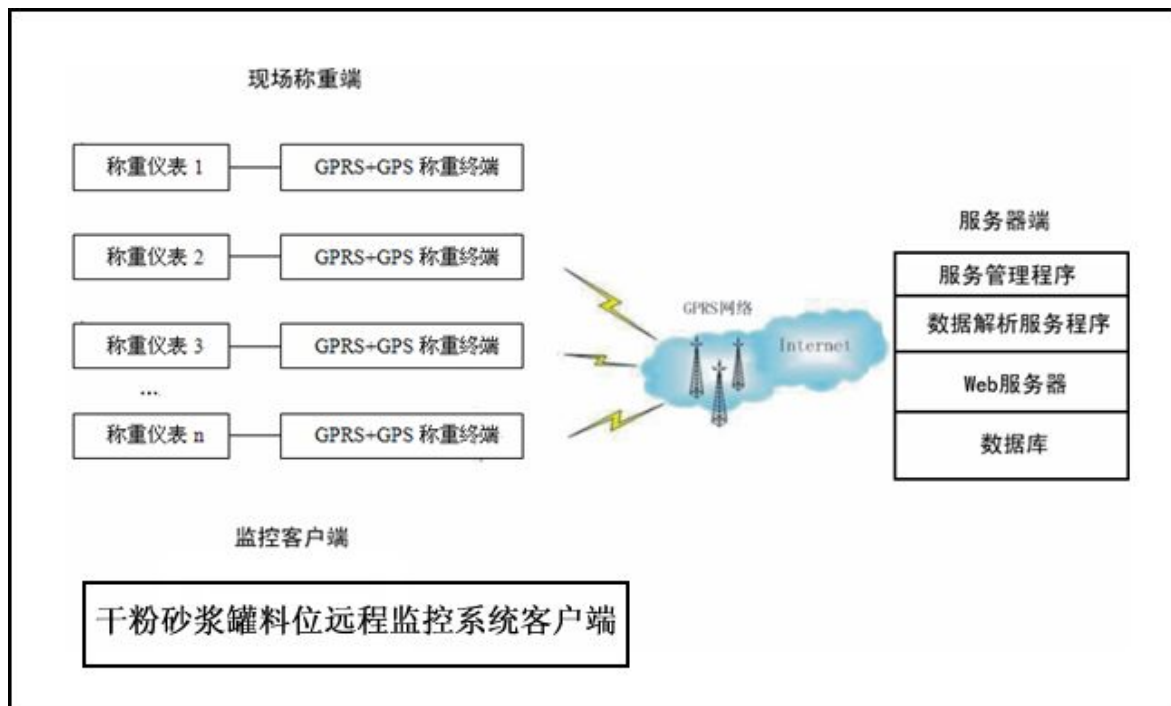 现场称重端
称重仪表 1
GPRS+GPS 称重终端
称重仪表 2
GPRS+GPS 称重终端
称重仪表 3
GPRS+GPS 称重终端
...
称重仪表 n
GPRS+GPS 称重终端
GPRS网络
Internet
服务器端
服务管理程序
数据解析服务程序
Web服务器
数据库
监控客户端
干粉砂浆罐料位远程监控系统客户端